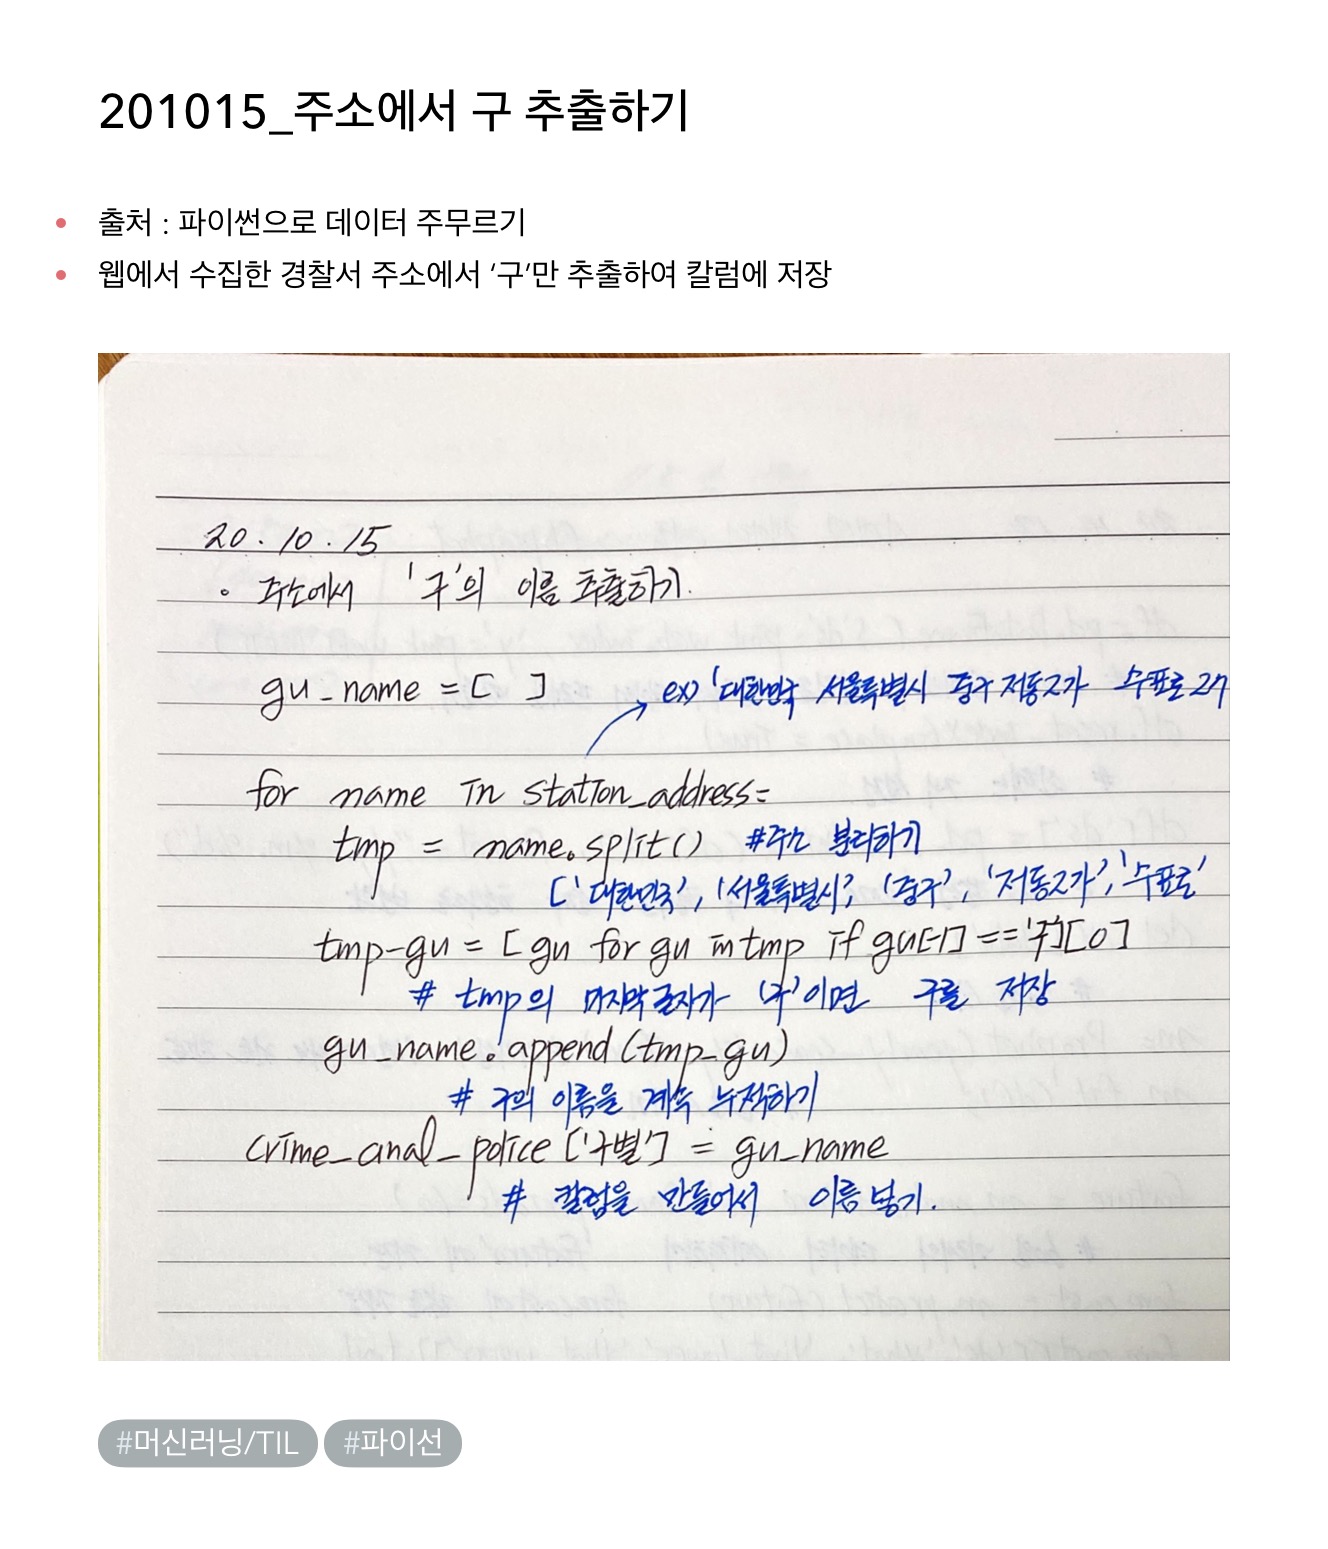 201015_주소에서 구 추출하기
출처 : 파이썬으로 데이터 주무르기
웹에서 수집한 경찰서 주소에서 ‘구’만 추출하여 칼럼에 저장
20.10.15
∘ 주소에서 '구'의 이름 추출하기.
gu_name = [ ]
ex) '대한민국 서울특별시 중구 저동2가 수표로 27
for name in station_address:
tmp = name.split() #주소 분리하기
['대한민국', '서울특별시', '중구', '저동2가', '수표로'
tmp-gu = [gu for gu in tmp if gu[-1] == '구'][0]
# tmp의 마지막글자가 '구'이면 구를 저장
gu_name.append(tmp_gu)
# 구의 이름을 계속 누적하기
crime_anal_police['구별'] = gu_name
# 칼럼을 만들어서 이름넣기.
#머신러닝/TIL #파이선